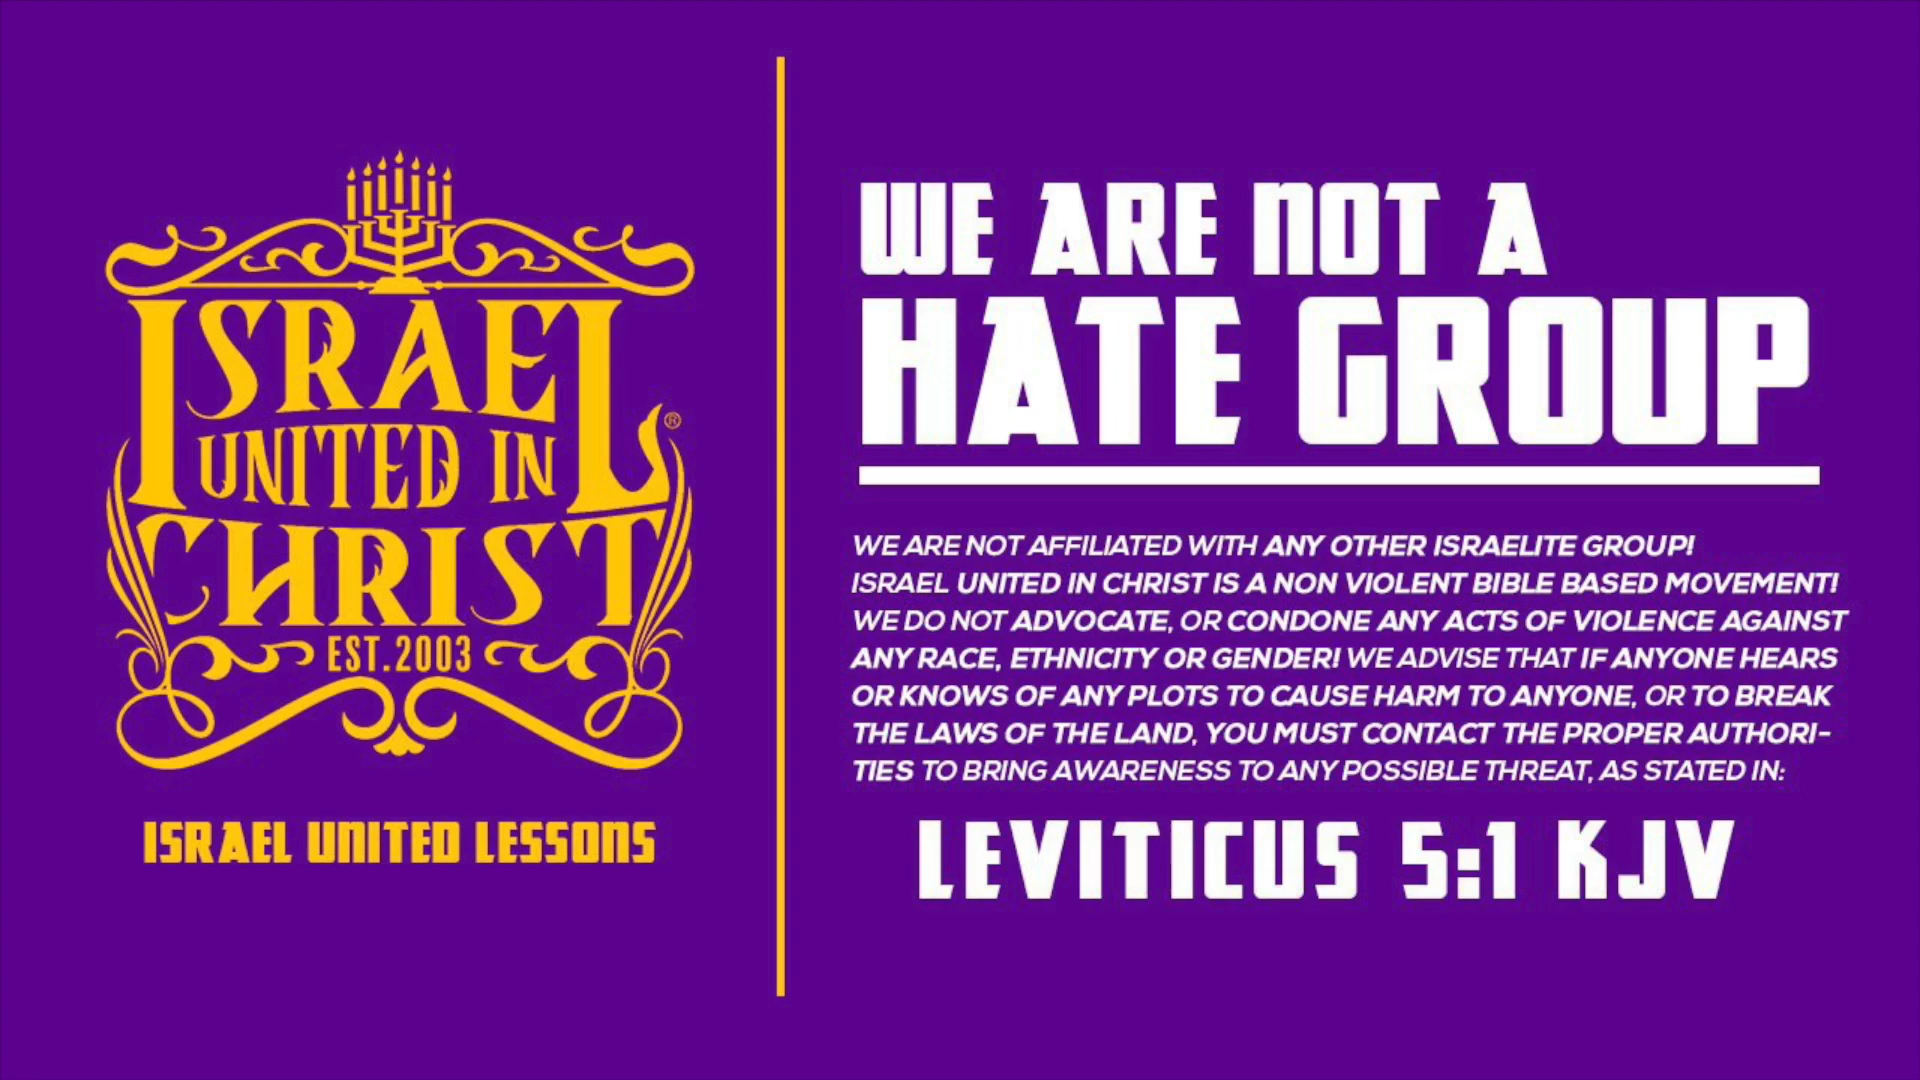 ISRAEL
UNITED IN
CHRIST
®
EST.2003
ISRAEL UNITED LESSONS
WE ARE NOT A
HATE GROUP
WE ARE NOT AFFILIATED WITH ANY OTHER ISRAELITE GROUP!
ISRAEL UNITED IN CHRIST IS A NON VIOLENT BIBLE BASED MOVEMENT!
WE DO NOT ADVOCATE, OR CONDONE ANY ACTS OF VIOLENCE AGAINST
ANY RACE, ETHNICITY OR GENDER! WE ADVISE THAT IF ANYONE HEARS
OR KNOWS OF ANY PLOTS TO CAUSE HARM TO ANYONE, OR TO BREAK
THE LAWS OF THE LAND, YOU MUST CONTACT THE PROPER AUTHORI-
TIES TO BRING AWARENESS TO ANY POSSIBLE THREAT, AS STATED IN:
LEVITICUS 5:1 KJV